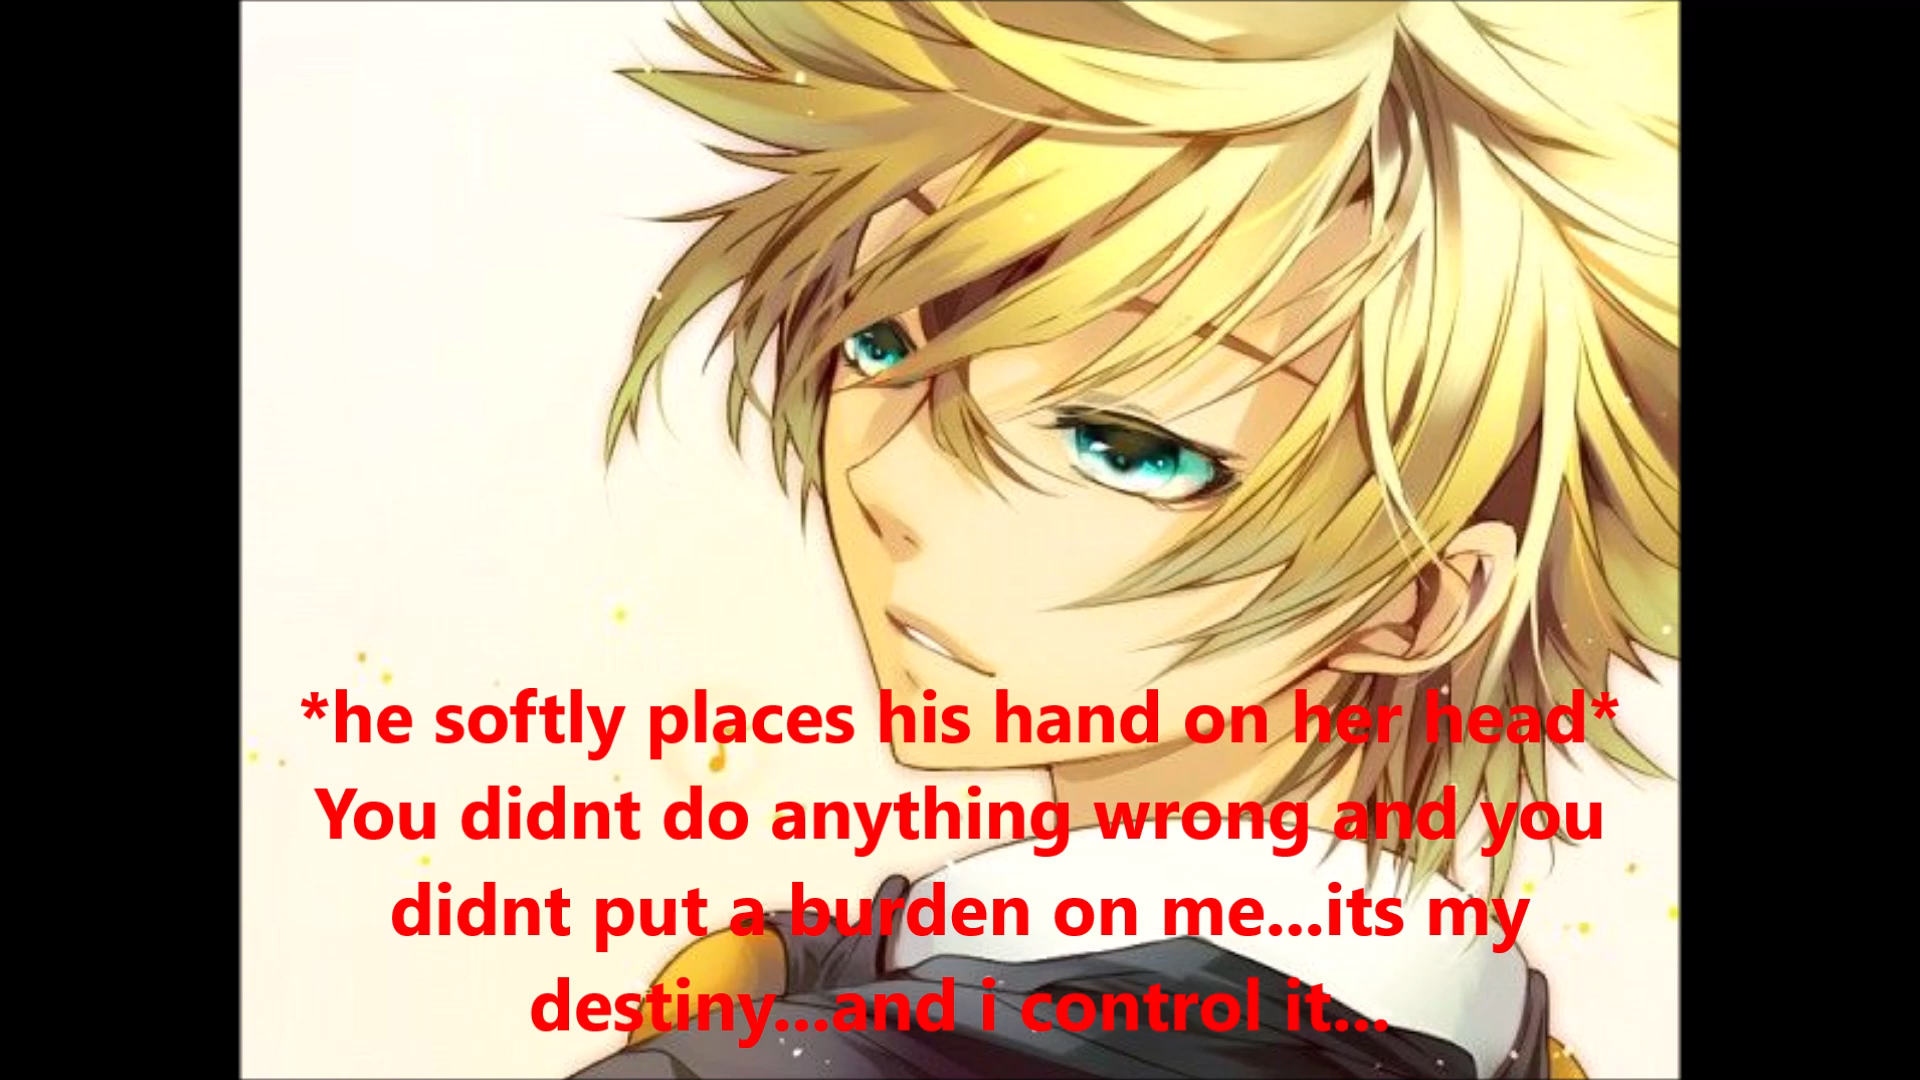 *he softly places his hand on her head*
You didnt do anything wrong and you
didnt put a burden on me...its my
destiny...and i control it...